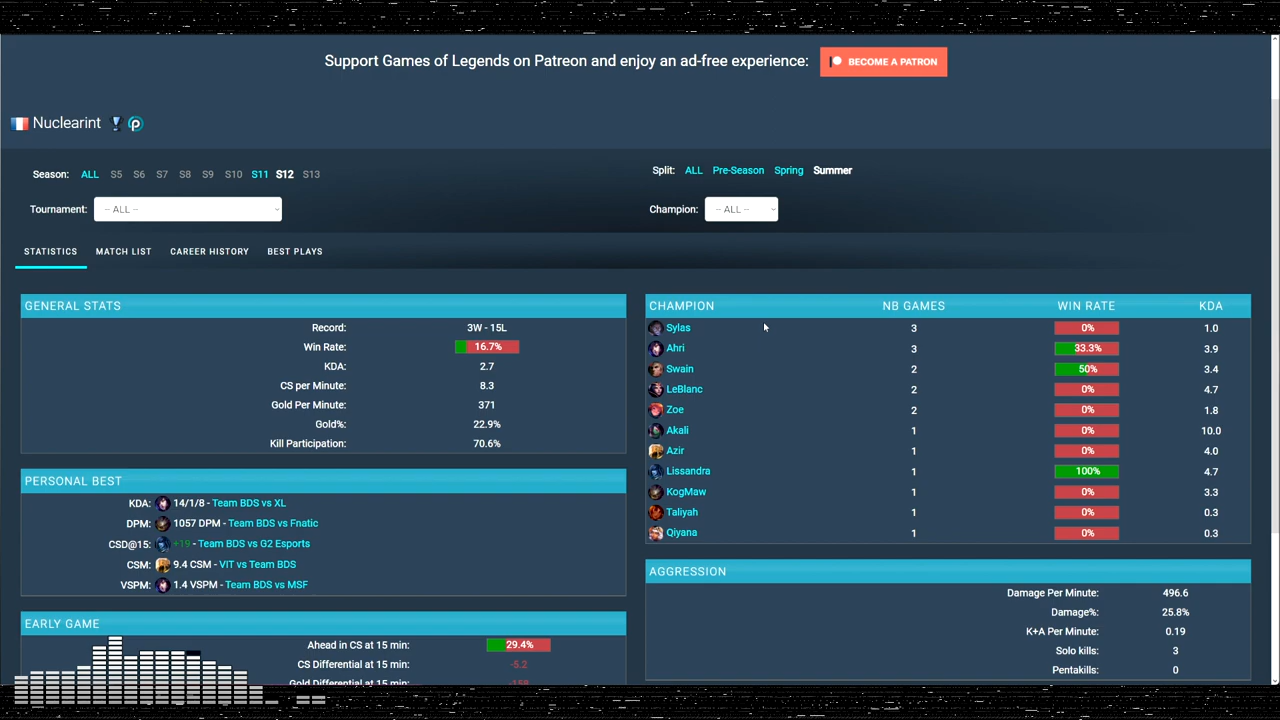 Support Games of Legends on Patreon and enjoy an ad-free experience: BECOME A PATRON
Nuclearint
Season: ALL S5 S6 S7 S8 S9 S10 S11 S12 S13
Split: ALL Pre-Season Spring Summer
Tournament: -- ALL --
Champion: -- ALL --
STATISTICS MATCH LIST CAREER HISTORY BEST PLAYS
GENERAL STATS
Record: 3W - 15L
Win Rate: 16.7%
KDA: 2.7
CS per Minute: 8.3
Gold Per Minute: 371
Gold%: 22.9%
Kill Participation: 70.6%
PERSONAL BEST
KDA: 14/1/8 - Team BDS vs XL
DPM: 1057 DPM - Team BDS vs Fnatic
CSD@15: +19 - Team BDS vs G2 Esports
CSM: 9.4 CSM - VIT vs Team BDS
VSPM: 1.4 VSPM - Team BDS vs MSF
EARLY GAME
Ahead in CS at 15 min: 29.4%
CS Differential at 15 min: -5.2
Gold Differential at 15 min: -158
CHAMPION NB GAMES WIN RATE KDA
Sylas 3 0% 1.0
Ahri 3 33.3% 3.9
Swain 2 50% 3.4
LeBlanc 2 0% 4.7
Zoe 2 0% 1.8
Akali 1 0% 10.0
Azir 1 0% 4.0
Lissandra 1 100% 4.7
KogMaw 1 0% 3.3
Taliyah 1 0% 0.3
Qiyana 1 0% 0.3
AGGRESSION
Damage Per Minute: 496.6
Damage%: 25.8%
K+A Per Minute: 0.19
Solo kills: 3
Pentakills: 0